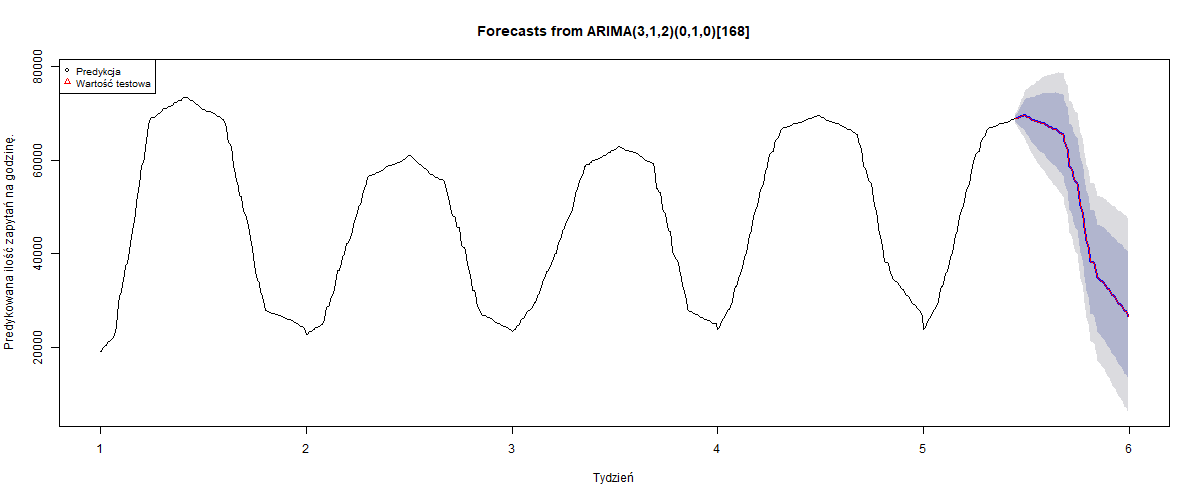 Forecasts from ARIMA(3,1,2)(0,1,0)[168]
Predykcja
Wartość testowa
Predykowana ilość zapytań na godzinę.
80000
60000
40000
20000
1 2 3 4 5 6
Tydzień